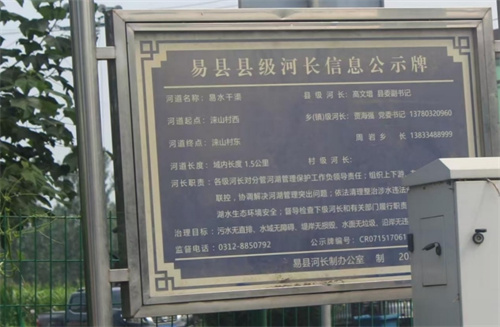 易县县级河长信息公示牌
河道名称：易水干渠 县级河长：高文增 县委副书记
河道起点：涞山村西 乡(镇)级河长：贾海强 党委书记 13780320960
河道终点：涞山村东 周岩乡长 13833488999
河道长度：域内长度1.5公里 村级河长：
河长职责：各级河长对分管河湖管理保护工作负领导责任；组织上下游
联控，协调解决河湖管理突出问题；依法清理整治涉水违法
湖水生态环境安全；督导检查下级河长和有关部门履行职责
治理目标：污水无直排、水域无障碍、堤岸无损毁、水面无垃圾、沿岸无违
监督电话：0312-8850792 公示牌编号：CR071517061
易县河长制办公室 制 20